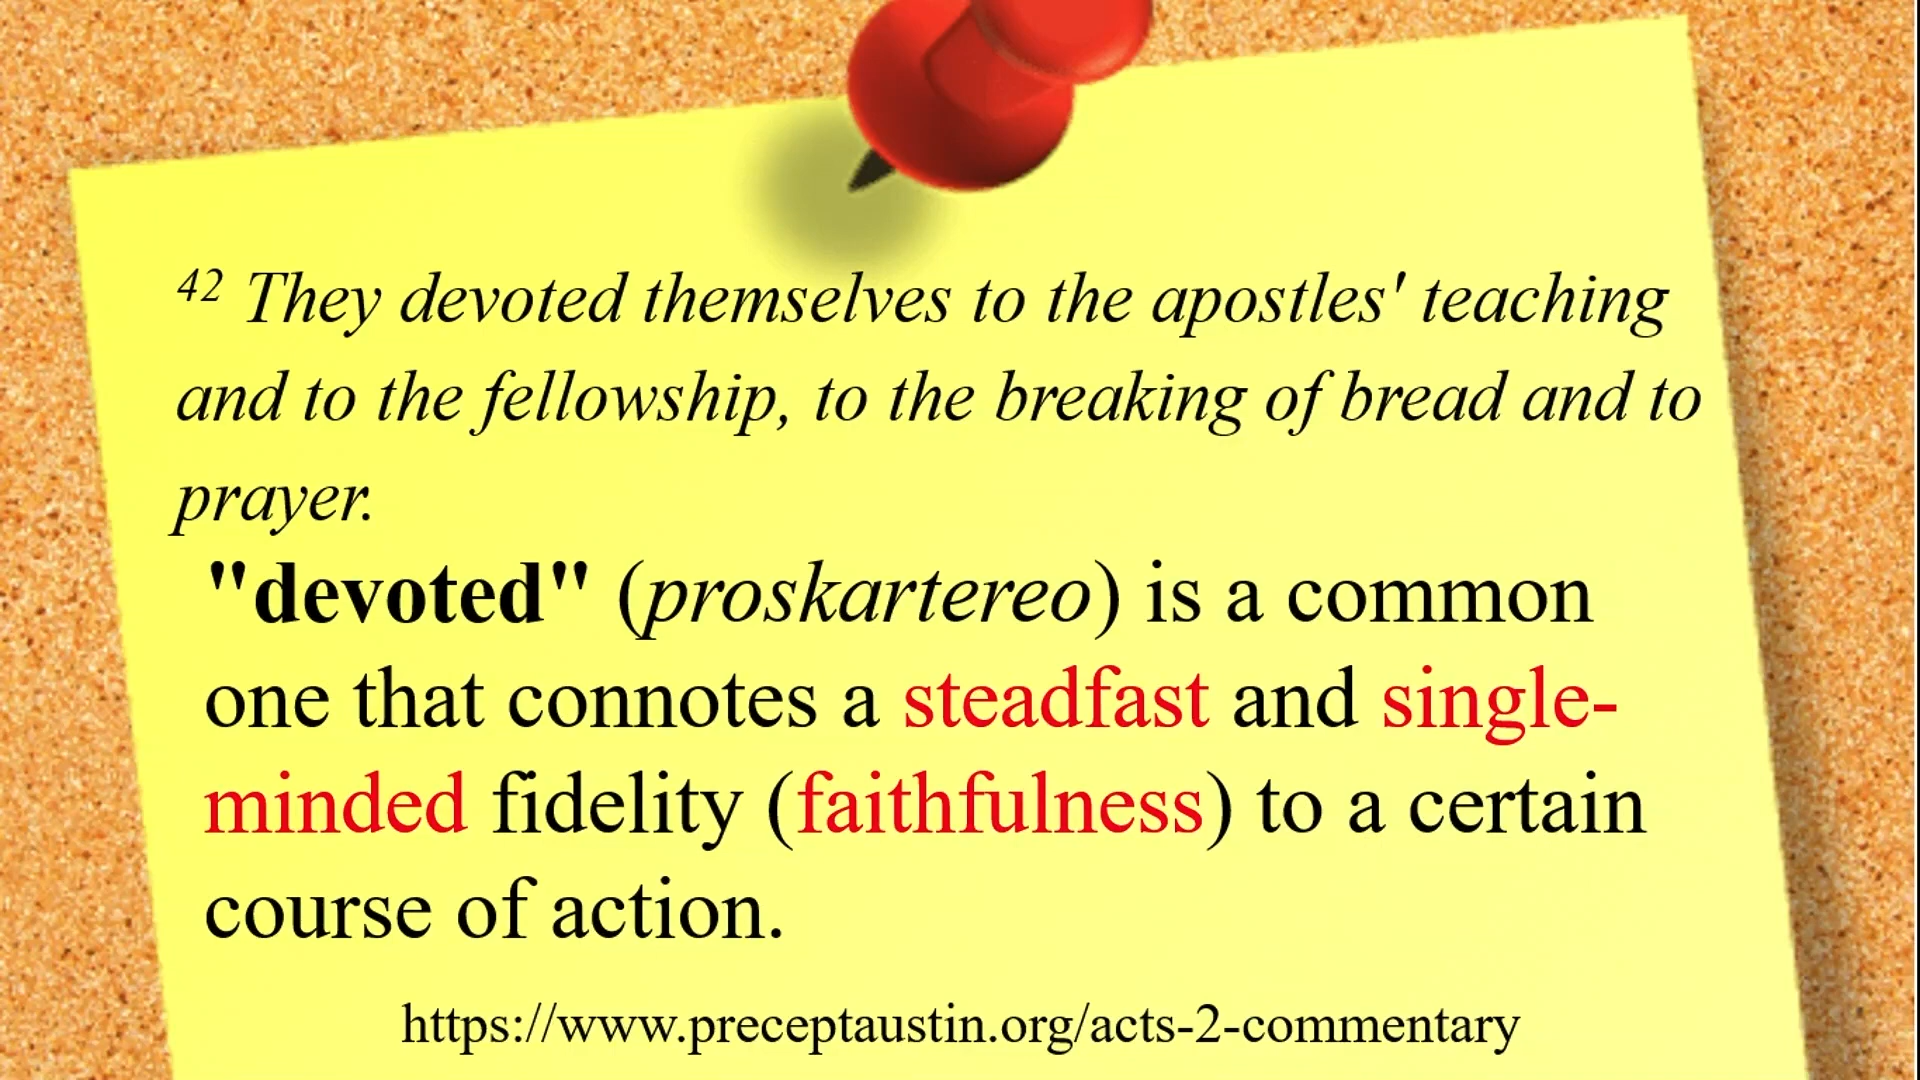 42 They devoted themselves to the apostles' teaching
and to the fellowship, to the breaking of bread and to
prayer.
"devoted" (proskartereo) is a common
one that connotes a steadfast and single-
minded fidelity (faithfulness) to a certain
course of action.
https://www.preceptaustin.org/acts-2-commentary